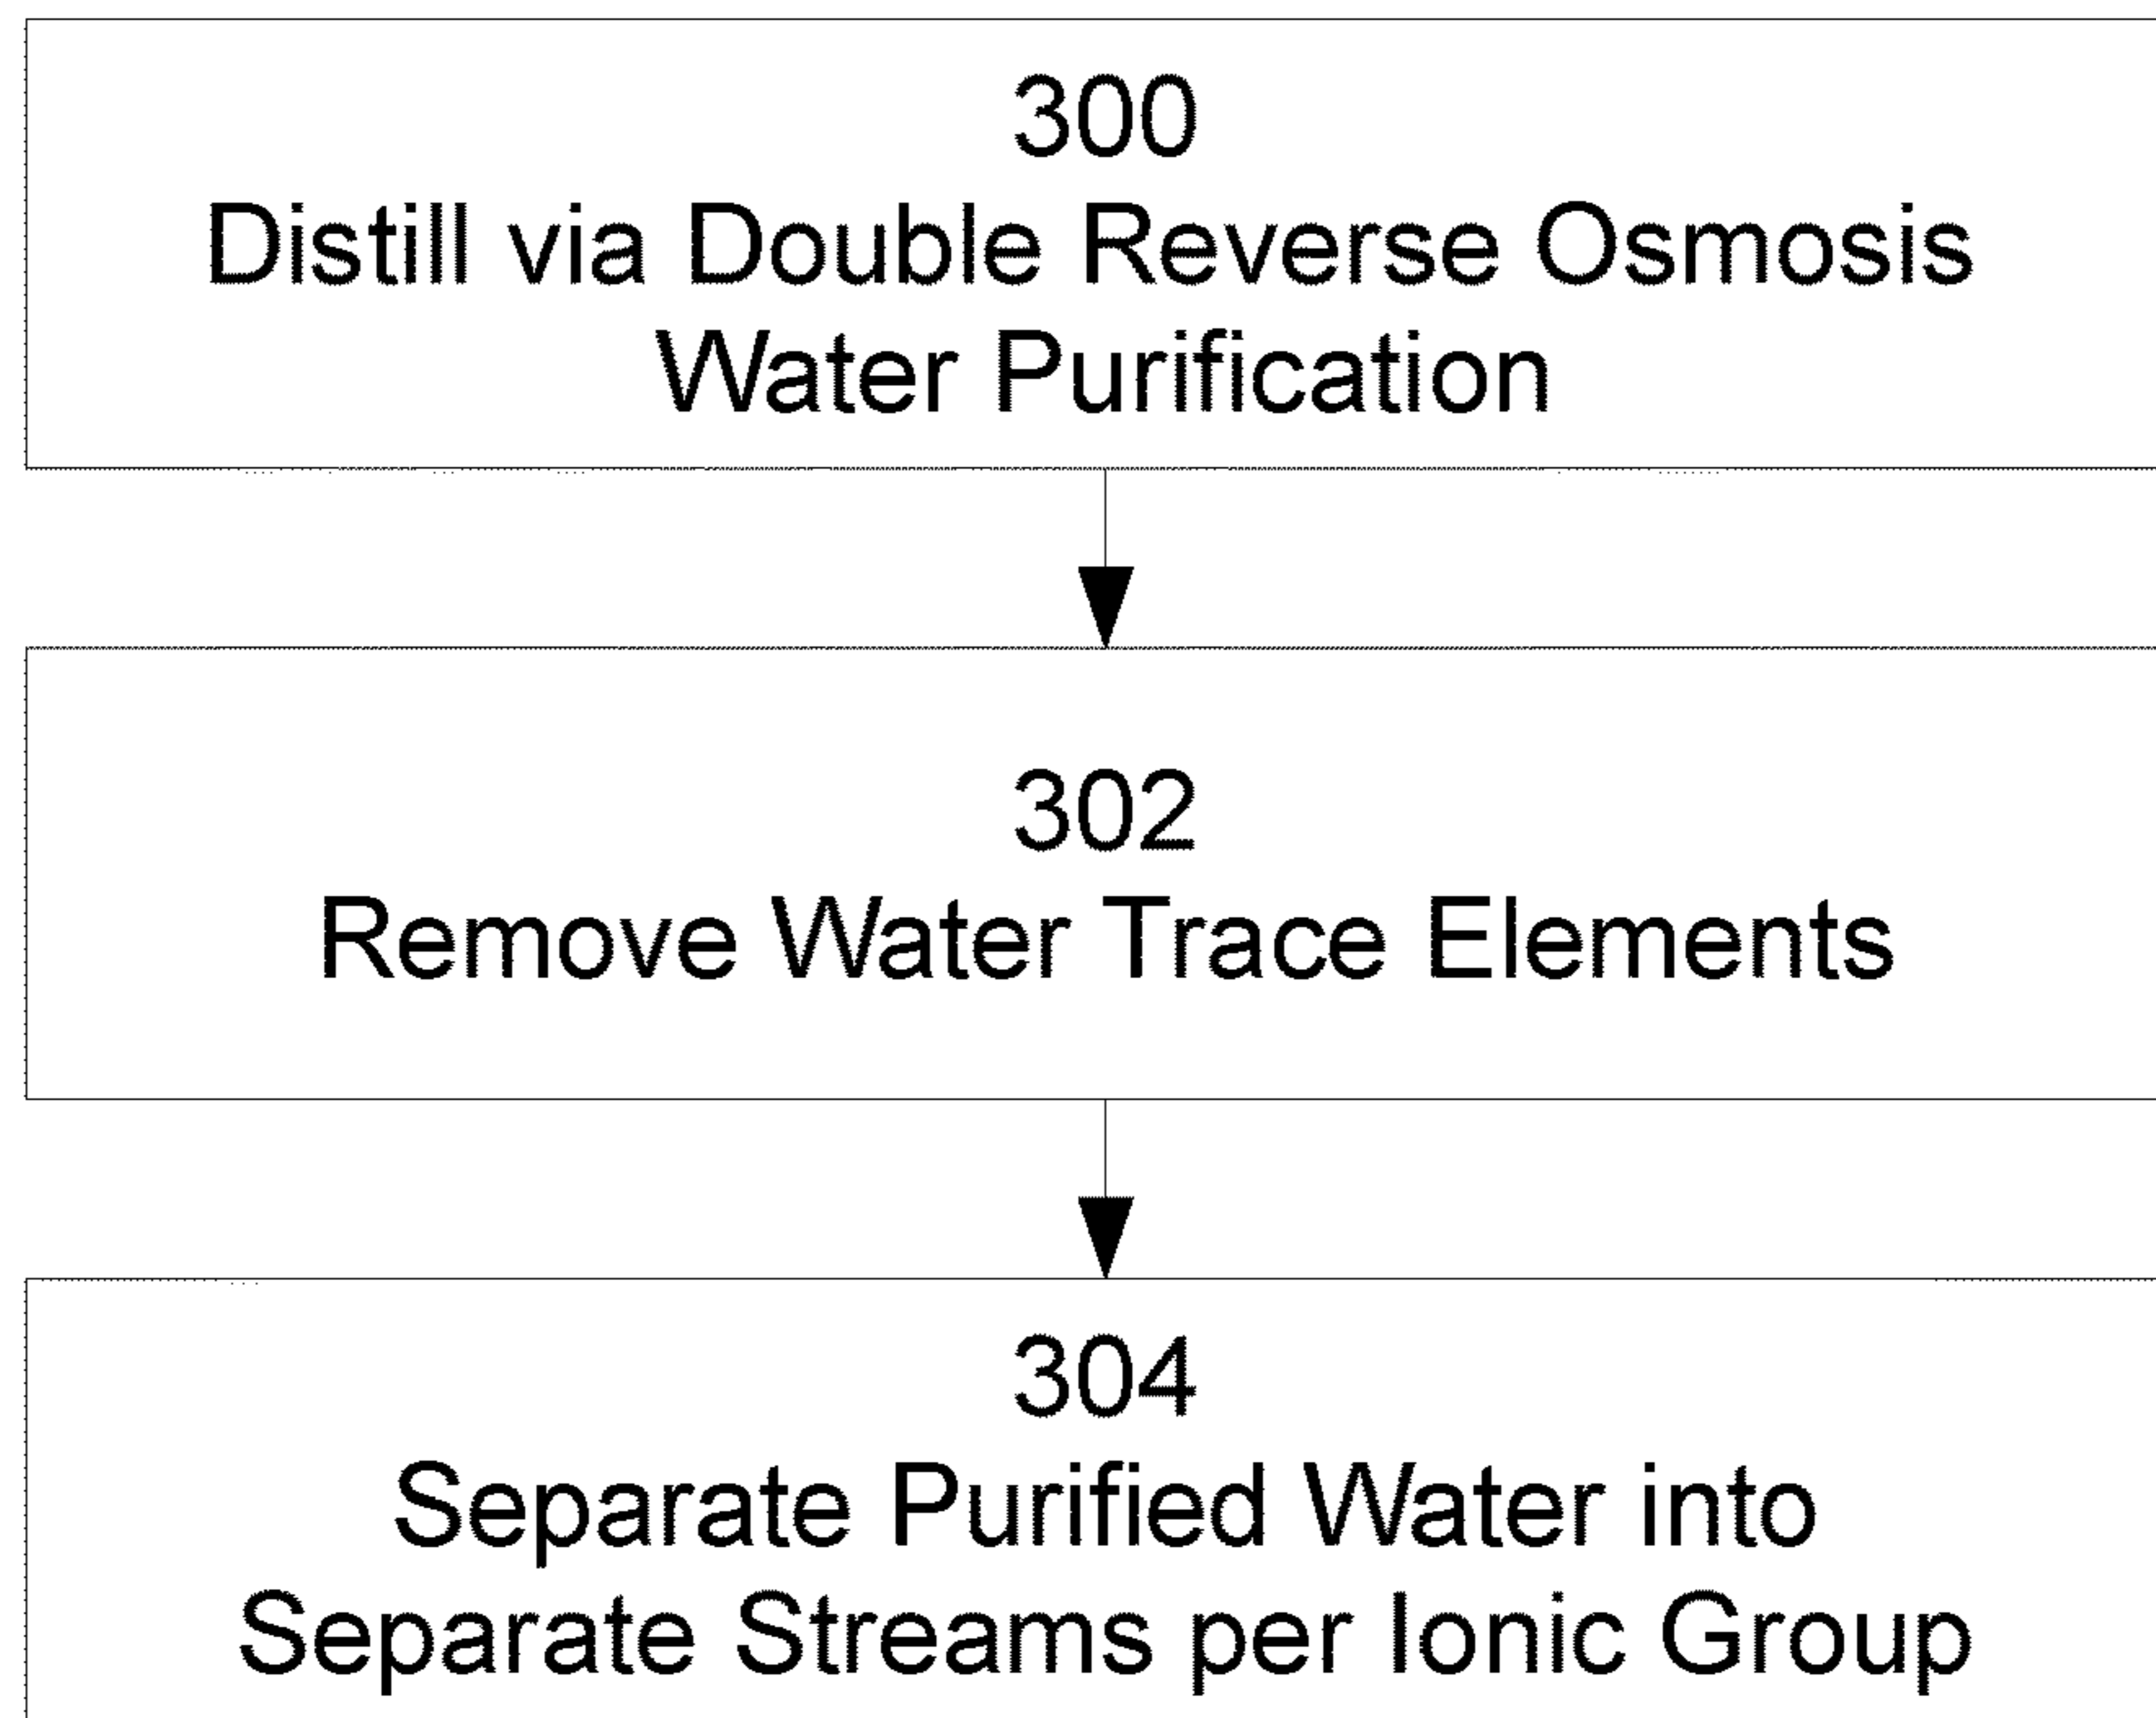 300
Distill via Double Reverse Osmosis
Water Purification
302
Remove Water Trace Elements
304
Separate Purified Water into
Separate Streams per Ionic Group